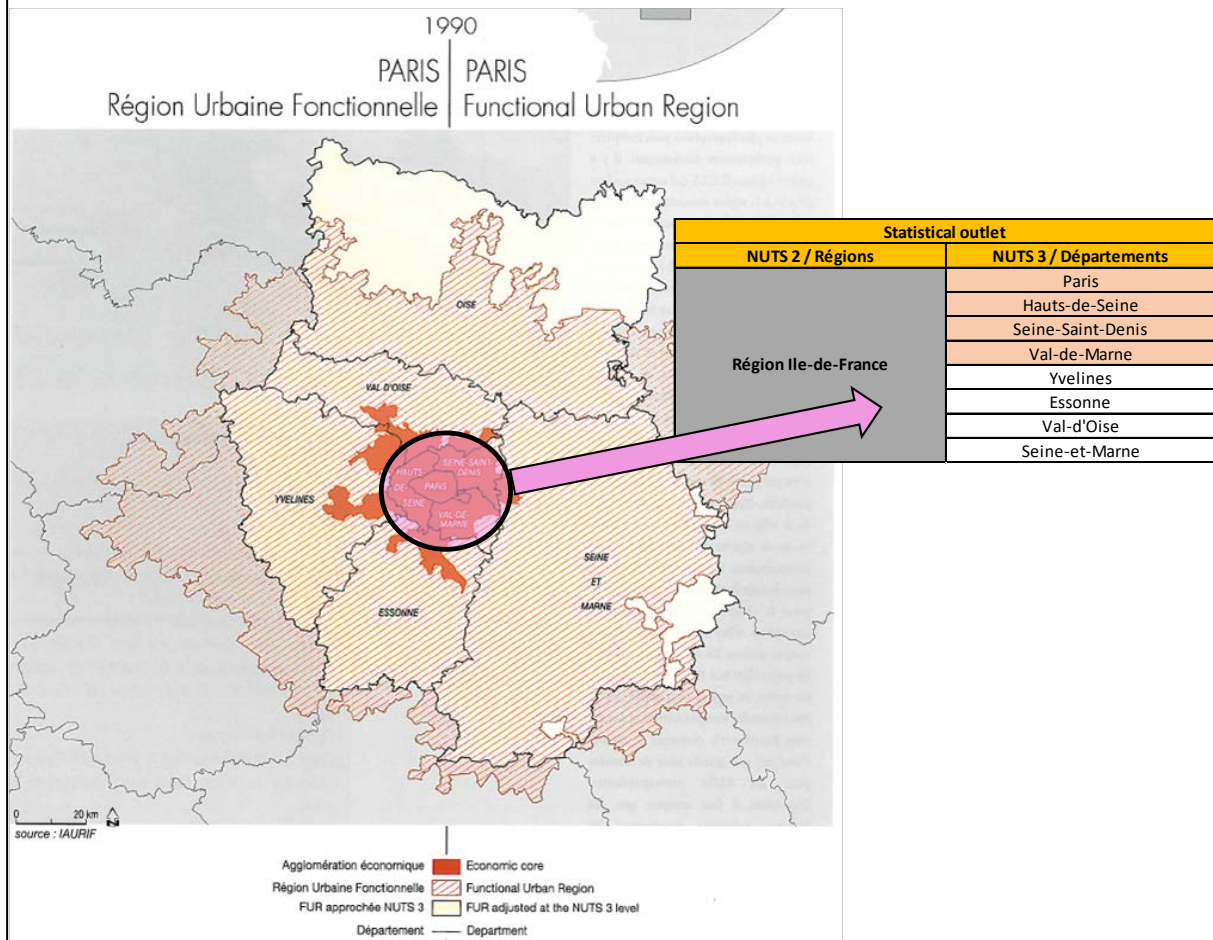 1990
PARIS PARIS
Région Urbaine Fonctionnelle Functional Urban Region
Statistical outlet
NUTS 2 / Régions NUTS 3 / Départements
Région Ile-de-France
Paris
Hauts-de-Seine
Seine-Saint-Denis
Val-de-Marne
Yvelines
Essonne
Val-d'Oise
Seine-et-Marne
OISE
VAL D'OISE
HAUTS-
DE-
SEINE
SEINE-SAINT-
DENIS
PARIS
VAL-DE-
MARNE
YVELINES
ESSONNE
SEINE
ET
MARNE
0 20 km N
source : IAURIF
Agglomération économique Economic core
Région Urbaine Fonctionnelle Functional Urban Region
FUR approchée NUTS 3 FUR adjusted at the NUTS 3 level
Département Department